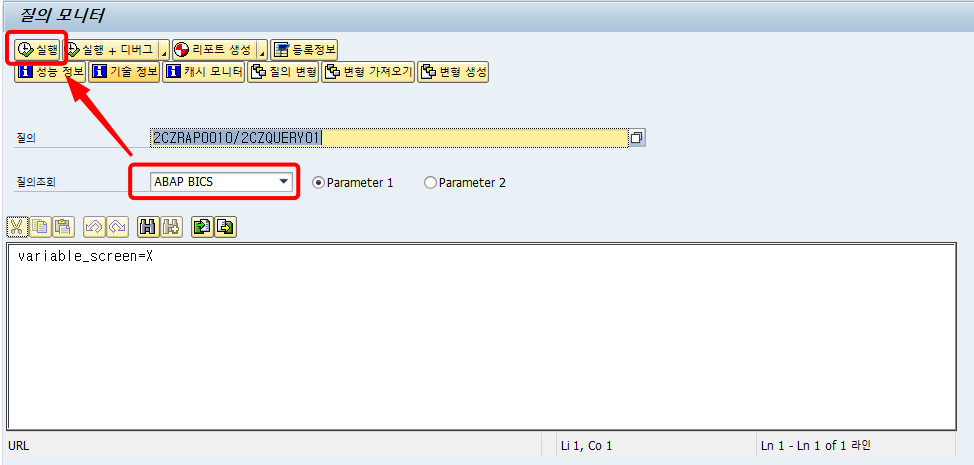 질의 모니터
실행 실행 + 디버그 리포트 생성 등록정보
성능 정보 기술 정보 캐시 모니터 질의 변형 변형 가져오기 변형 생성
질의 2CZRAP0010/2CZQUERY01
질의조회 ABAP BICS Parameter 1 Parameter 2
variable_screen=X
URL Li 1, Co 1 Ln 1 - Ln 1 of 1 라인